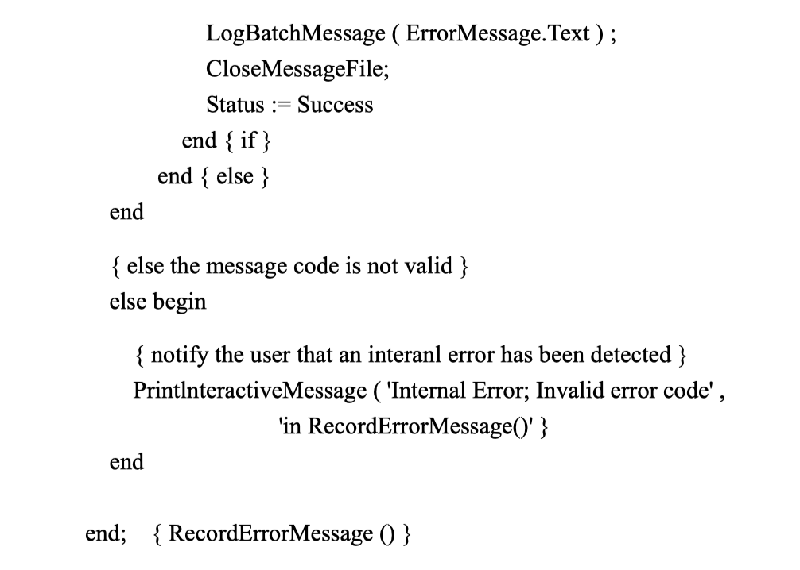 LogBatchMessage ( ErrorMessage.Text ) ;
CloseMessageFile;
Status := Success
end { if }
end { else }
end
{ else the message code is not valid }
else begin
{ notify the user that an interanl error has been detected }
PrintlnteractiveMessage ( 'Internal Error; Invalid error code' ,
'in RecordErrorMessage()' }
end
end; { RecordErrorMessage () }